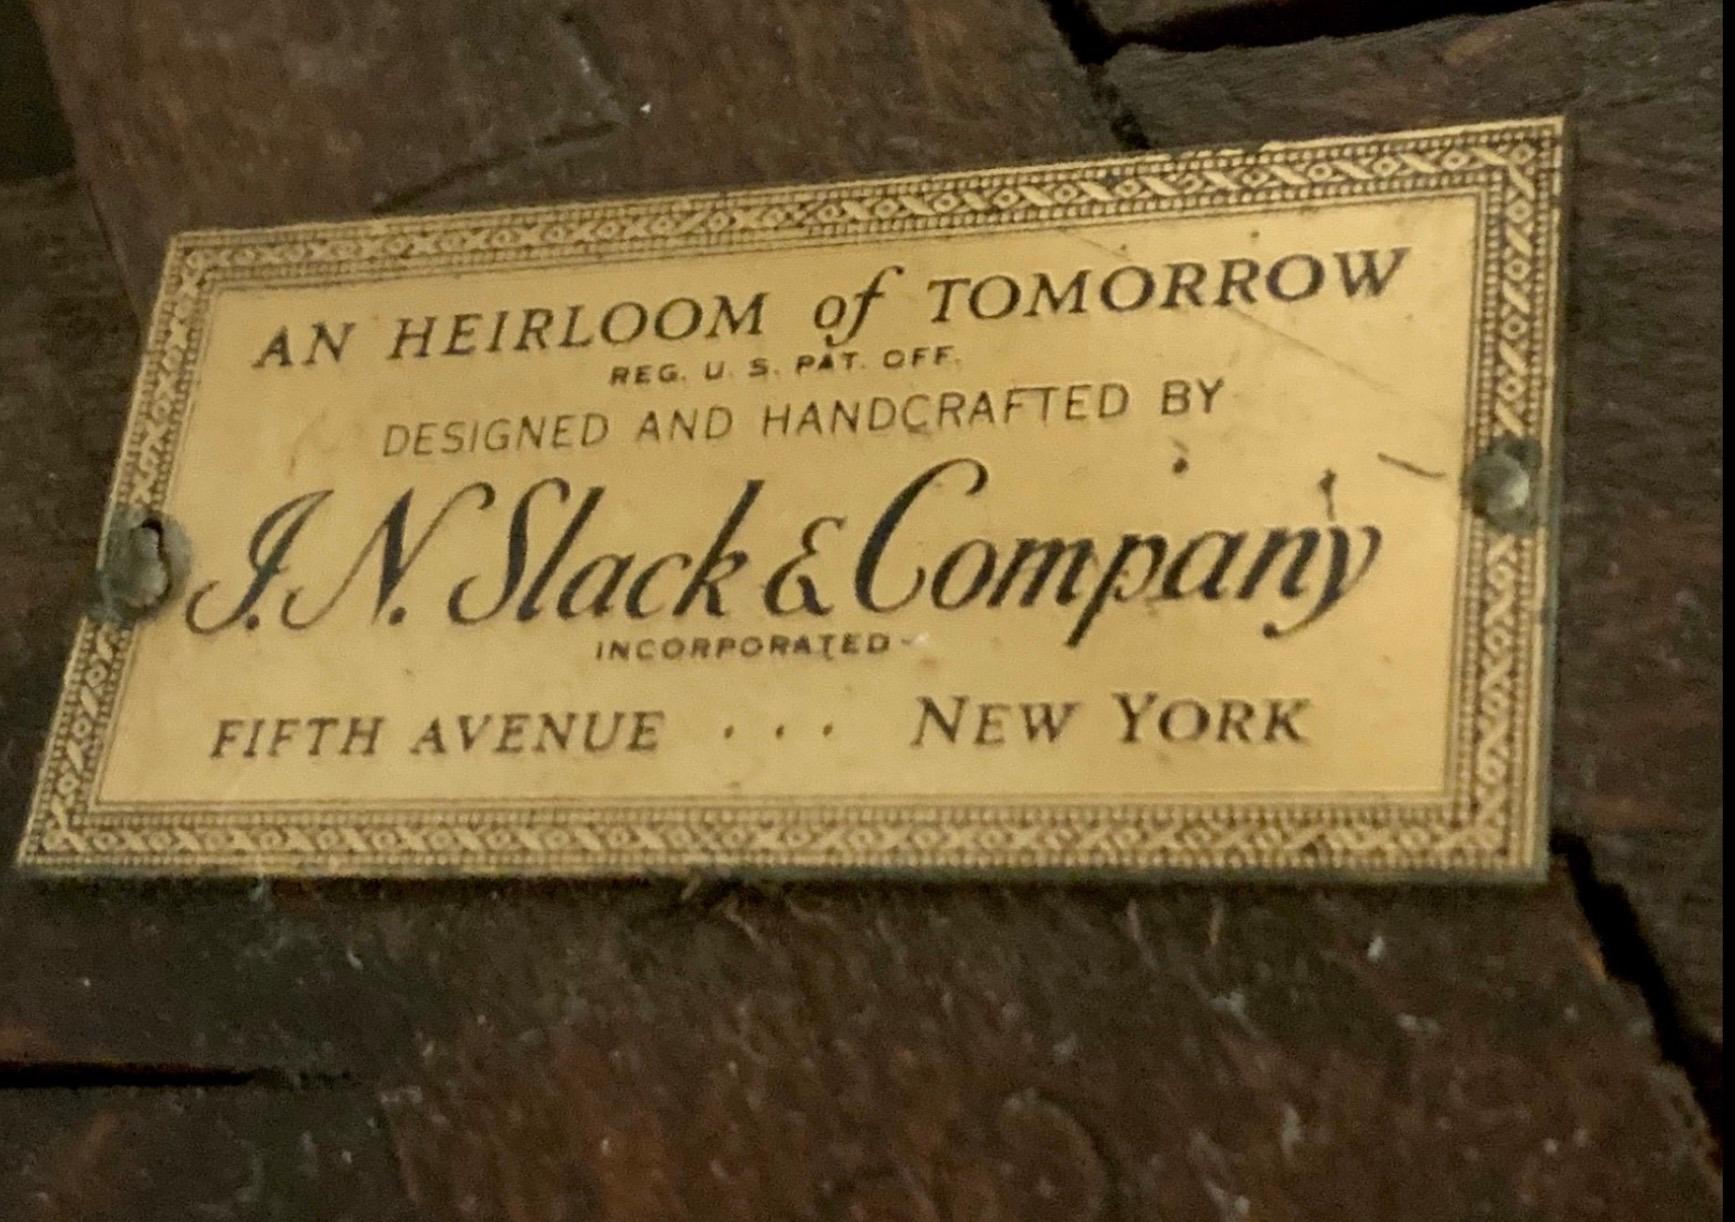 AN HEIRLOOM of TOMORROW
REG. U. S. PAT. OFF.
DESIGNED AND HANDCRAFTED BY
J. N. Slack & Company
INCORPORATED
FIFTH AVENUE . . . NEW YORK